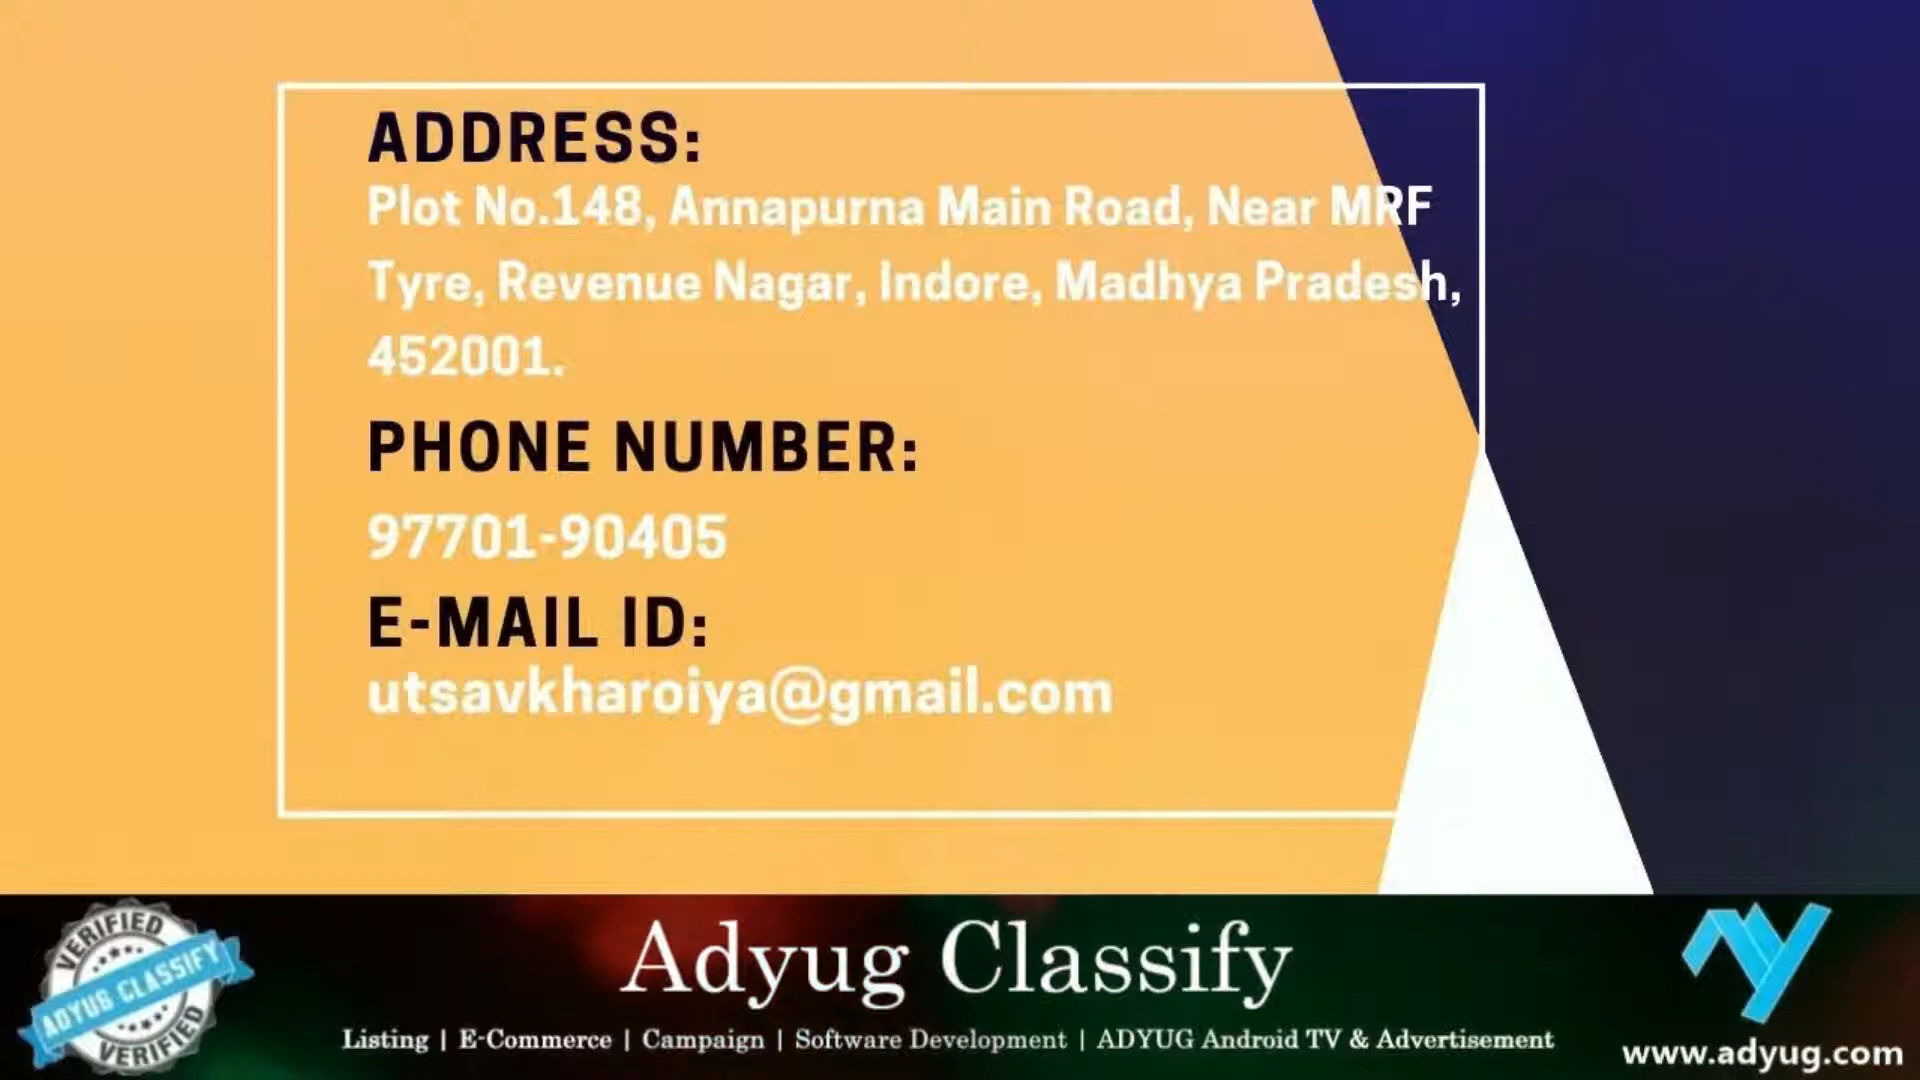 ADDRESS:
Plot No.148, Annapurna Main Road, Near MRF
Tyre, Revenue Nagar, Indore, Madhya Pradesh,
452001.
PHONE NUMBER:
97701-90405
E-MAIL ID:
utsavkharoiya@gmail.com
VERIFIED
ADYUG CLASSIFY
VERIFIED
Adyug Classify
Listing | E-Commerce | Campaign | Software Development | ADYUG Android TV & Advertisement
www.adyug.com